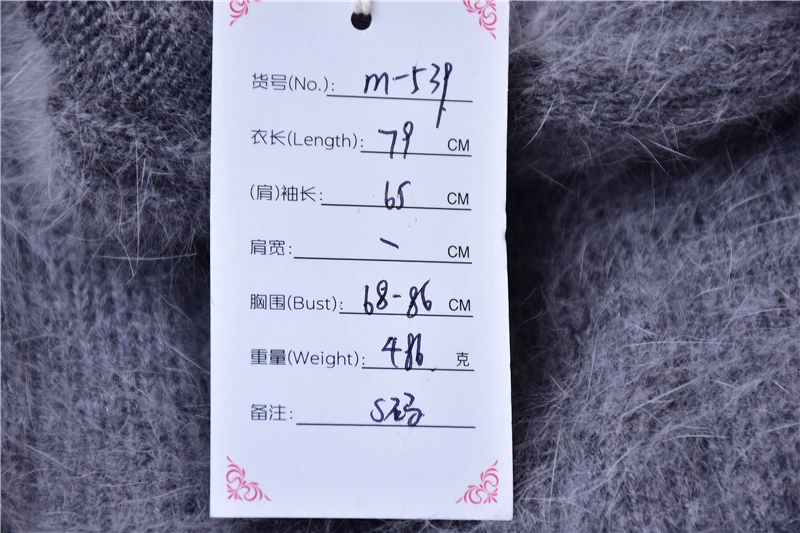 货号(No.): m-539
衣长(Length): 79 CM
(肩)袖长: 65 CM
肩宽: - CM
胸围(Bust): 68-86 CM
重量(Weight): 486 克
备注: S码